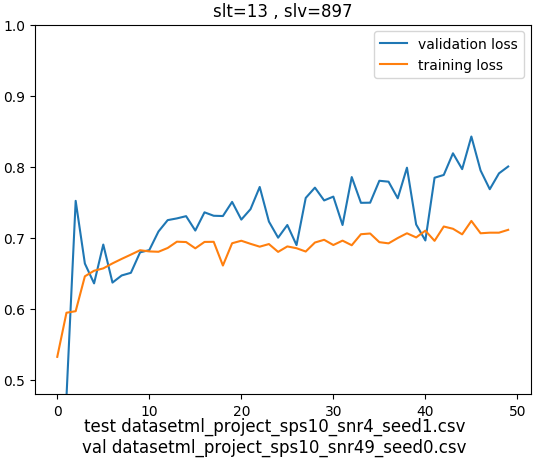 slt=13 , slv=897
1.0
validation loss
training loss
0.9
0.8
0.7
0.6
0.5
0 10 20 30 40 50
test datasetml_project_sps10_snr4_seed1.csv
val datasetml_project_sps10_snr49_seed0.csv